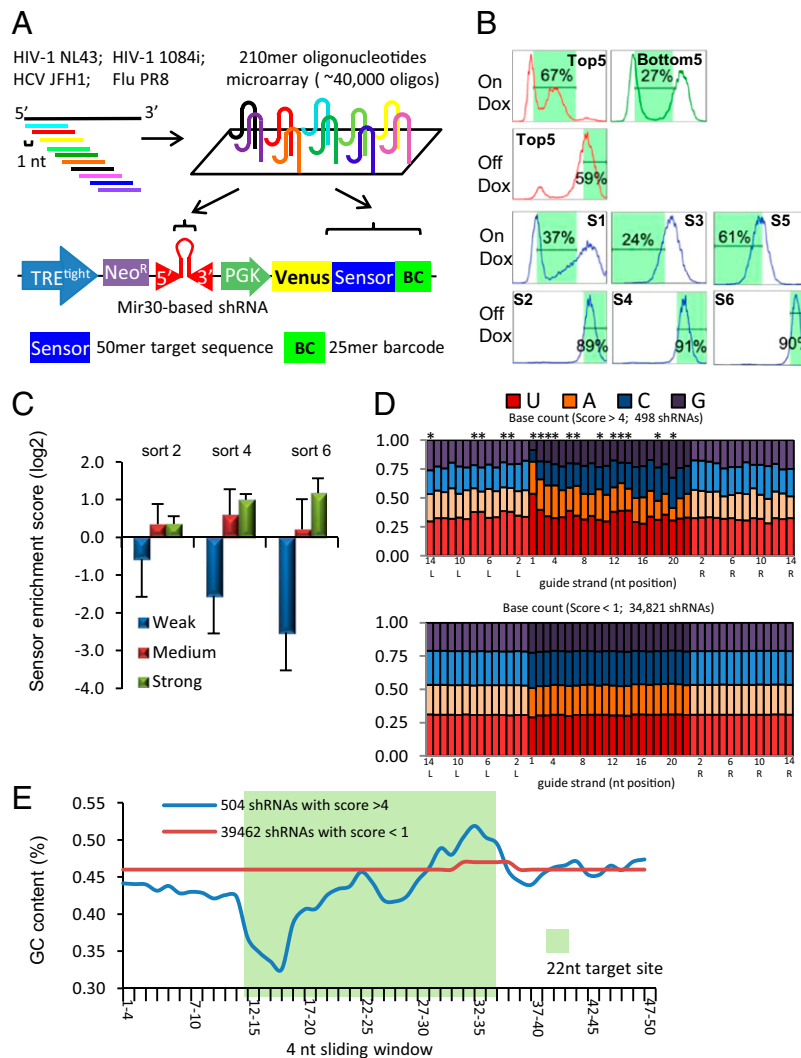 A
HIV-1 NL43; HIV-1 1084i;
HCV JFH1; Flu PR8
5’ 3’
1 nt
210mer oligonucleotides
microarray ( ~40,000 oligos)
TREtight
NeoR
5’ 3’
PGK
Venus
Sensor
BC
Mir30-based shRNA
Sensor 50mer target sequence
BC 25mer barcode
B
On Dox
Top5
67%
Bottom5
27%
Off Dox
Top5
59%
On Dox
S1
37%
S3
24%
S5
61%
Off Dox
S2
89%
S4
91%
S6
90%
C
sort 2 sort 4 sort 6
Sensor enrichment score (log2)
2.0
1.0
0.0
-1.0
-2.0
-3.0
-4.0
Weak
Medium
Strong
D
U A C G
Base count (Score > 4; 498 shRNAs)
* ** ** **** ** * *** * *
1.00
0.75
0.50
0.25
0.00
14 10 6 2 1 4 8 12 16 20 2 6 10 14
L L L L R R R R
guide strand (nt position)
Base count (Score < 1; 34,821 shRNAs)
1.00
0.75
0.50
0.25
0.00
14 10 6 2 1 4 8 12 16 20 2 6 10 14
L L L L R R R R
guide strand (nt position)
E
GC content (%)
0.55
0.50
0.45
0.40
0.35
0.30
504 shRNAs with score >4
39462 shRNAs with score < 1
22nt target site
1-4 7-10 12-15 17-20 22-25 27-30 32-35 37-40 42-45 47-50
4 nt sliding window